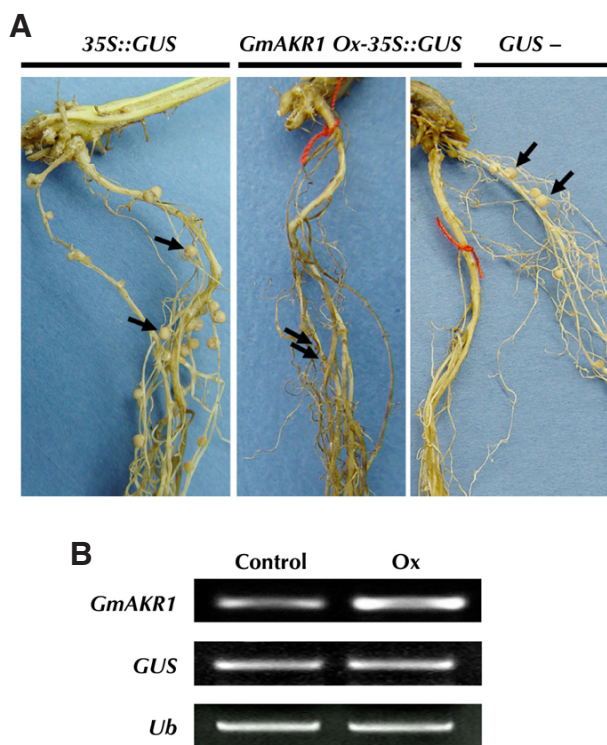 A
35S::GUS GmAKR1 Ox-35S::GUS GUS –
B
Control Ox
GmAKR1
GUS
Ub